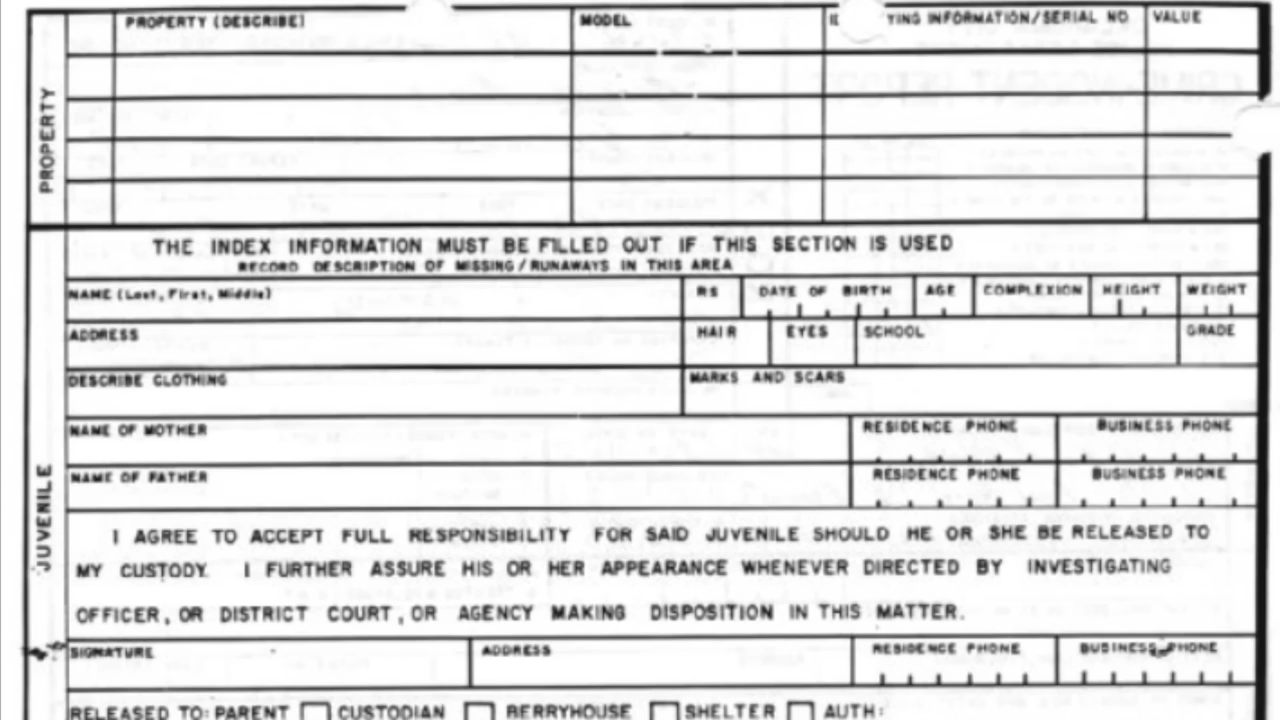 PROPERTY (DESCRIBE) MODEL YING INFORMATION/SERIAL NO. VALUE
PROPERTY
THE INDEX INFORMATION MUST BE FILLED OUT IF THIS SECTION IS USED
RECORD DESCRIPTION OF MISSING/RUNAWAYS IN THIS AREA
NAME (Last, First, Middle) RS DATE OF BIRTH AGE COMPLEXION HEIGHT WEIGHT
ADDRESS HAIR EYES SCHOOL GRADE
DESCRIBE CLOTHING MARKS AND SCARS
NAME OF MOTHER RESIDENCE PHONE BUSINESS PHONE
NAME OF FATHER RESIDENCE PHONE BUSINESS PHONE
JUVENILE
I AGREE TO ACCEPT FULL RESPONSIBILITY FOR SAID JUVENILE SHOULD HE OR SHE BE RELEASED TO
MY CUSTODY. I FURTHER ASSURE HIS OR HER APPEARANCE WHENEVER DIRECTED BY INVESTIGATING
OFFICER, OR DISTRICT COURT, OR AGENCY MAKING DISPOSITION IN THIS MATTER.
SIGNATURE ADDRESS RESIDENCE PHONE BUSINESS PHONE
RELEASED TO: PARENT CUSTODIAN BERRYHOUSE SHELTER AUTH: